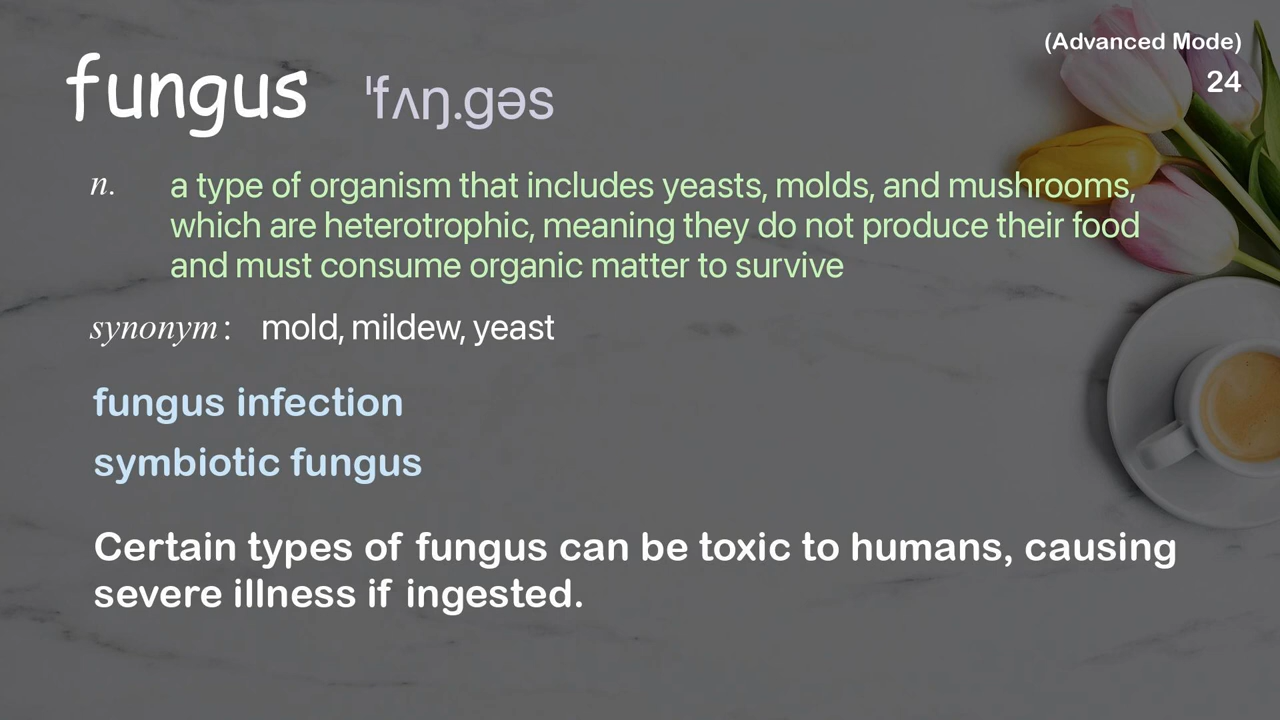 (Advanced Mode)
24
fungus ˈfʌŋ.gəs
n. a type of organism that includes yeasts, molds, and mushrooms,
which are heterotrophic, meaning they do not produce their food
and must consume organic matter to survive
synonym: mold, mildew, yeast
fungus infection
symbiotic fungus
Certain types of fungus can be toxic to humans, causing
severe illness if ingested.